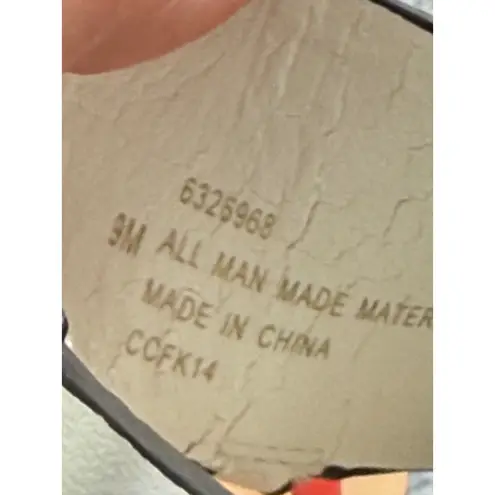 6326968
9M ALL MAN MADE MATER
MADE IN CHINA
CCFK14